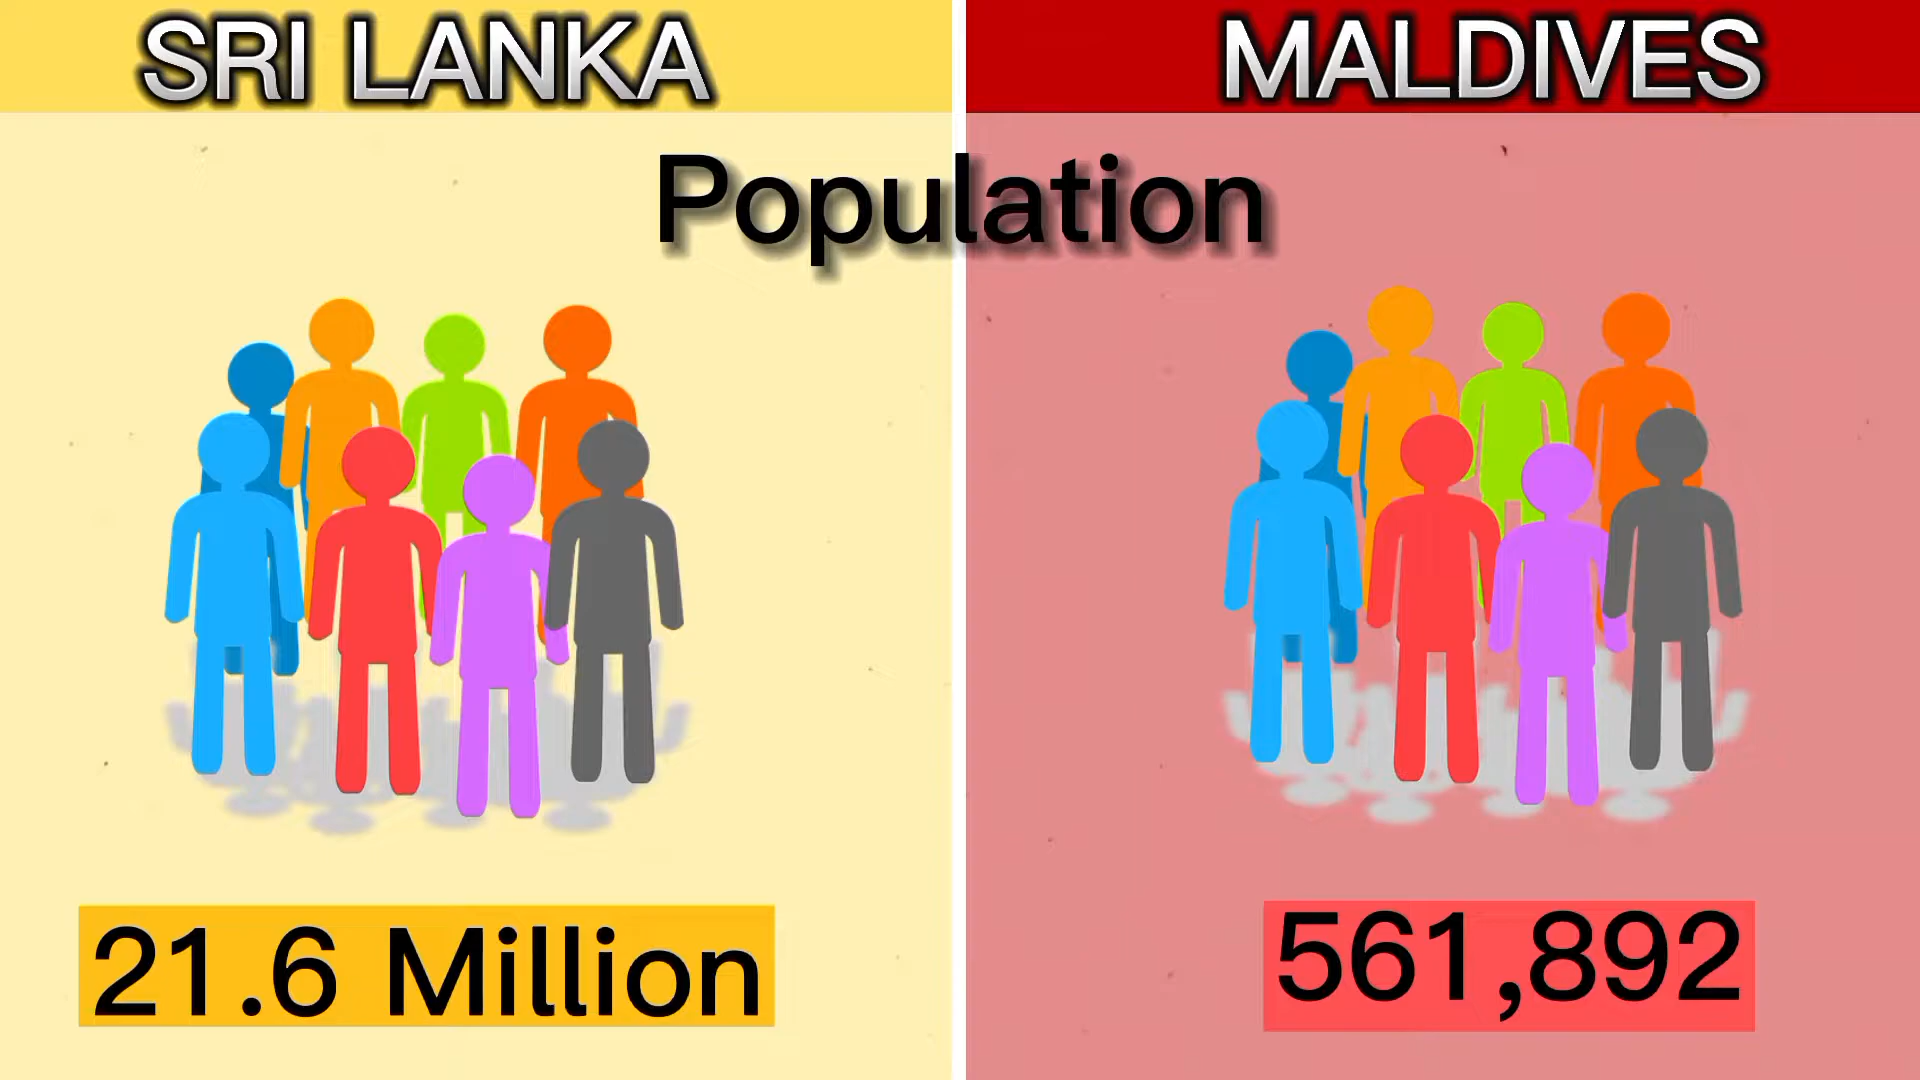 SRI LANKA
MALDIVES
Population
21.6 Million
561,892